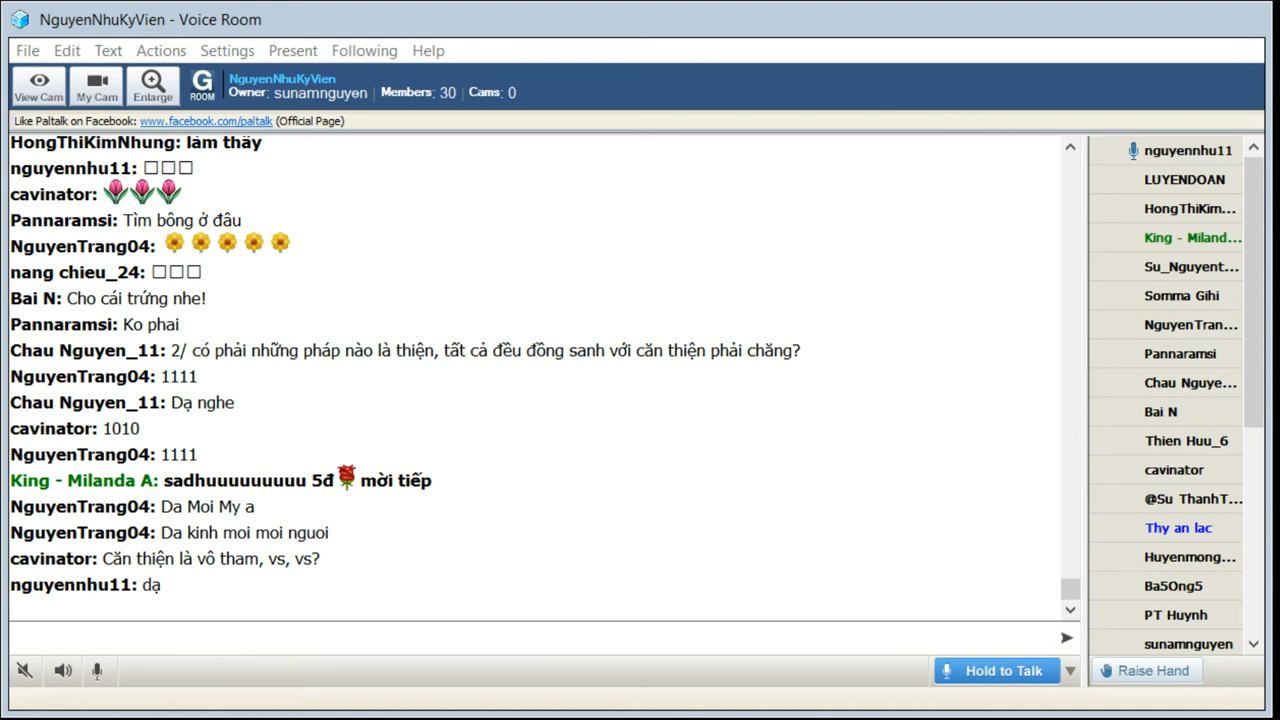 NguyenNhuKyVien - Voice Room
File Edit Text Actions Settings Present Following Help
View Cam My Cam Enlarge G ROOM
NguyenNhuKyVien
Owner: sunamnguyen | Members: 30 | Cams: 0
Like Paltalk on Facebook: www.facebook.com/paltalk (Official Page)
HongThiKimNhung: làm thầy
nguyennhu11: □□□
cavinator:
Pannaramsi: Tìm bông ở đâu
NguyenTrang04:
nang chieu_24: □□□
Bai N: Cho cái trứng nhe!
Pannaramsi: Ko phai
Chau Nguyen_11: 2/ có phải những pháp nào là thiện, tất cả đều đồng sanh với căn thiện phải chăng?
NguyenTrang04: 1111
Chau Nguyen_11: Dạ nghe
cavinator: 1010
NguyenTrang04: 1111
King - Milanda A: sadhuuuuuuuuu 5đ mời tiếp
NguyenTrang04: Da Moi My a
NguyenTrang04: Da kinh moi moi nguoi
cavinator: Căn thiện là vô tham, vs, vs?
nguyennhu11: dạ
nguyennhu11
LUYENDOAN
HongThiKim...
King - Miland...
Su_Nguyent...
Somma Gihi
NguyenTran...
Pannaramsi
Chau Nguye...
Bai N
Thien Huu_6
cavinator
@Su ThanhT...
Thy an lac
Huyenmong...
Ba5Ong5
PT Huynh
sunamnguyen
Hold to Talk
Raise Hand